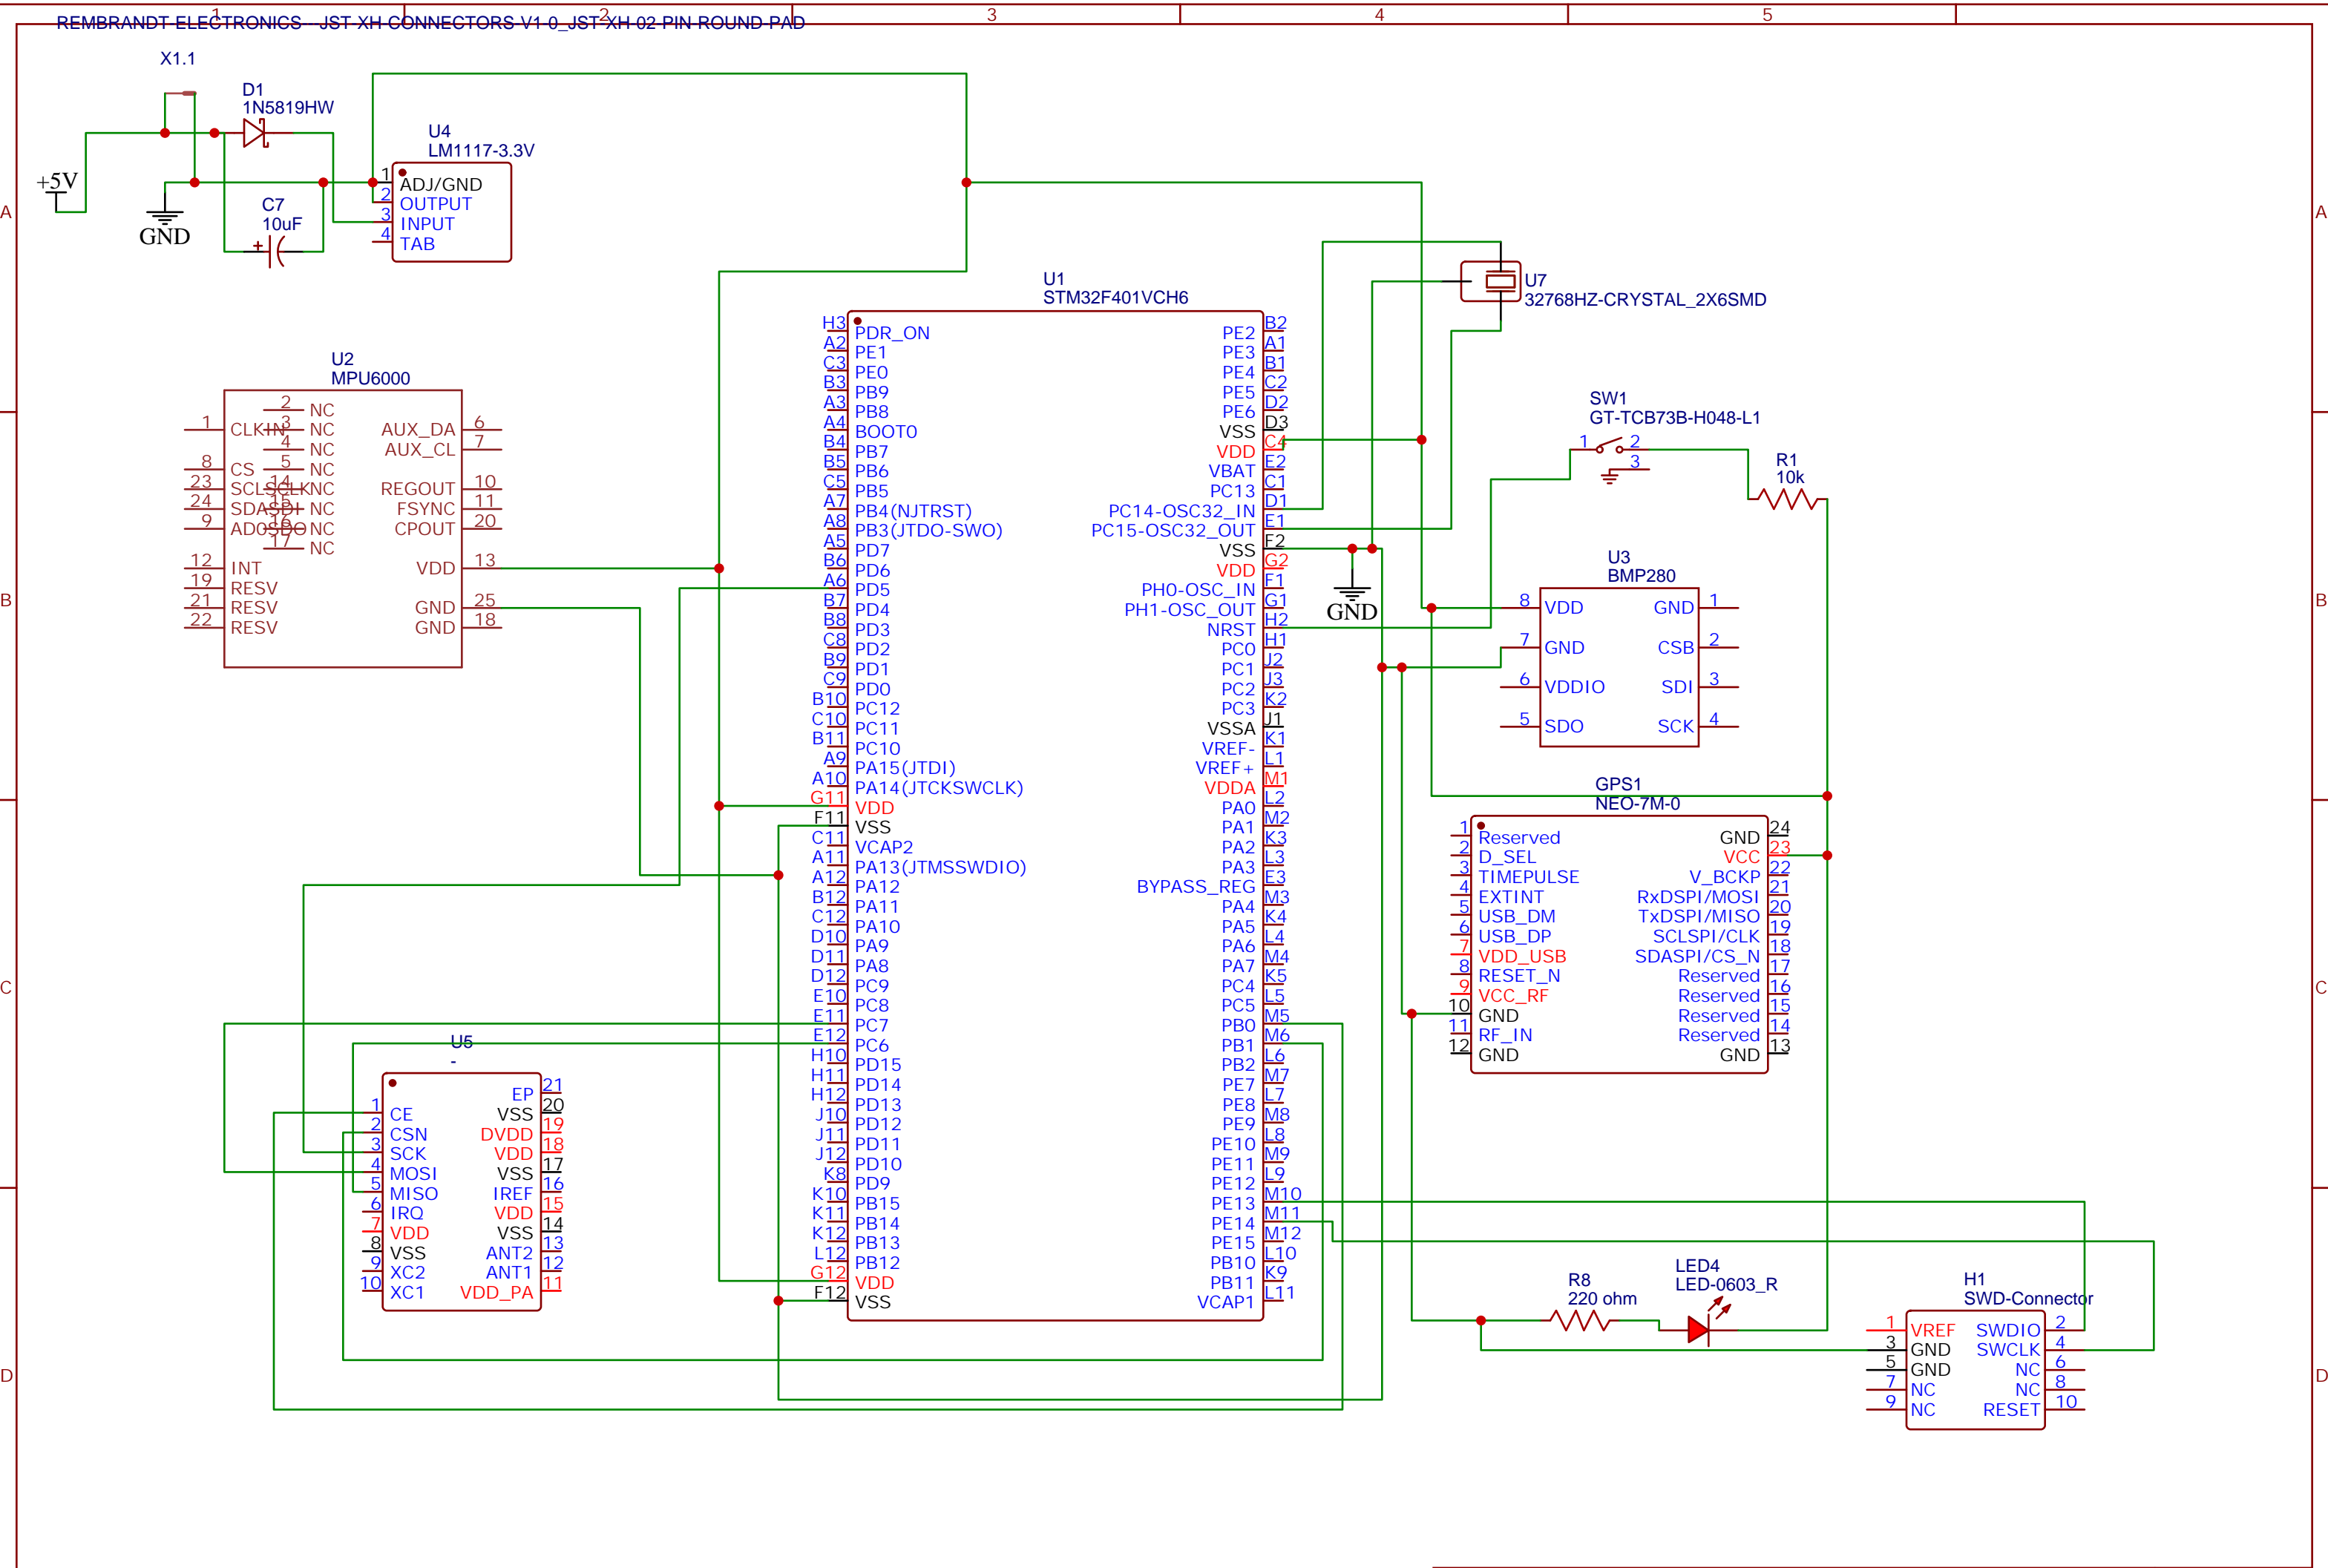 1 2 3 4 5
REMBRANDT-ELECTRONICS---JST-XH-CONNECTORS-V1-0_JST-XH-02-PIN-ROUND-PAD
X1.1
D1
1N5819HW
+5V
GND
C7
10uF
+
U4
LM1117-3.3V
1 ADJ/GND
2 OUTPUT
3 INPUT
4 TAB
A
A
U7
32768HZ-CRYSTAL_2X6SMD
U2
MPU6000
2 NC
3 NC
4 NC
5 NC
14 NC
15 NC
16 NC
17 NC
1 CLKIN
8 CS
23 SCLSCLK
24 SDASDI
9 AD0SDO
12 INT
19 RESV
21 RESV
22 RESV
AUX_DA 6
AUX_CL 7
REGOUT 10
FSYNC 11
CPOUT 20
VDD 13
GND 25
GND 18
U1
STM32F401VCH6
H3 PDR_ON
A2 PE1
C3 PE0
B3 PB9
A3 PB8
A4 BOOT0
B4 PB7
B5 PB6
C5 PB5
A7 PB4(NJTRST)
A8 PB3(JTDO-SWO)
A5 PD7
B6 PD6
A6 PD5
B7 PD4
B8 PD3
C8 PD2
B9 PD1
C9 PD0
B10 PC12
C10 PC11
B11 PC10
A9 PA15(JTDI)
A10 PA14(JTCKSWCLK)
G11 VDD
F11 VSS
C11 VCAP2
A11 PA13(JTMSSWDIO)
A12 PA12
B12 PA11
C12 PA10
D10 PA9
D11 PA8
D12 PC9
E10 PC8
E11 PC7
E12 PC6
H10 PD15
H11 PD14
H12 PD13
J10 PD12
J11 PD11
J12 PD10
K8 PD9
K10 PB15
K11 PB14
K12 PB13
L12 PB12
G12 VDD
F12 VSS
PE2 B2
PE3 A1
PE4 B1
PE5 C2
PE6 D2
VSS D3
VDD C4
VBAT E2
PC13 C1
PC14-OSC32_IN D1
PC15-OSC32_OUT E1
VSS F2
VDD G2
PH0-OSC_IN F1
PH1-OSC_OUT G1
NRST H2
PC0 H1
PC1 J2
PC2 J3
PC3 K2
VSSA J1
VREF- K1
VREF+ L1
VDDA M1
PA0 L2
PA1 M2
PA2 K3
PA3 L3
BYPASS_REG E3
PA4 M3
PA5 K4
PA6 L4
PA7 M4
PC4 K5
PC5 L5
PB0 M5
PB1 M6
PB2 L6
PE7 M7
PE8 L7
PE9 M8
PE10 L8
PE11 M9
PE12 L9
PE13 M10
PE14 M11
PE15 M12
PB10 L10
PB11 K9
VCAP1 L11
GND
SW1
GT-TCB73B-H048-L1
1 2
3
R1
10k
B
B
U3
BMP280
8 VDD GND 1
7 GND CSB 2
6 VDDIO SDI 3
5 SDO SCK 4
GPS1
NEO-7M-0
1 Reserved
2 D_SEL
3 TIMEPULSE
4 EXTINT
5 USB_DM
6 USB_DP
7 VDD_USB
8 RESET_N
9 VCC_RF
10 GND
11 RF_IN
12 GND
GND 24
VCC 23
V_BCKP 22
RxDSPI/MOSI 21
TxDSPI/MISO 20
SCLSPI/CLK 19
SDASPI/CS_N 18
Reserved 17
Reserved 16
Reserved 15
Reserved 14
GND 13
C
C
U5
-
1 CE
2 CSN
3 SCK
4 MOSI
5 MISO
6 IRQ
7 VDD
8 VSS
9 XC2
10 XC1
EP 21
VSS 20
DVDD 19
VDD 18
VSS 17
IREF 16
VDD 15
VSS 14
ANT2 13
ANT1 12
VDD_PA 11
R8
220 ohm
LED4
LED-0603_R
H1
SWD-Connector
1 VREF SWDIO 2
3 GND SWCLK 4
5 GND NC 6
7 NC NC 8
9 NC RESET 10
D
D